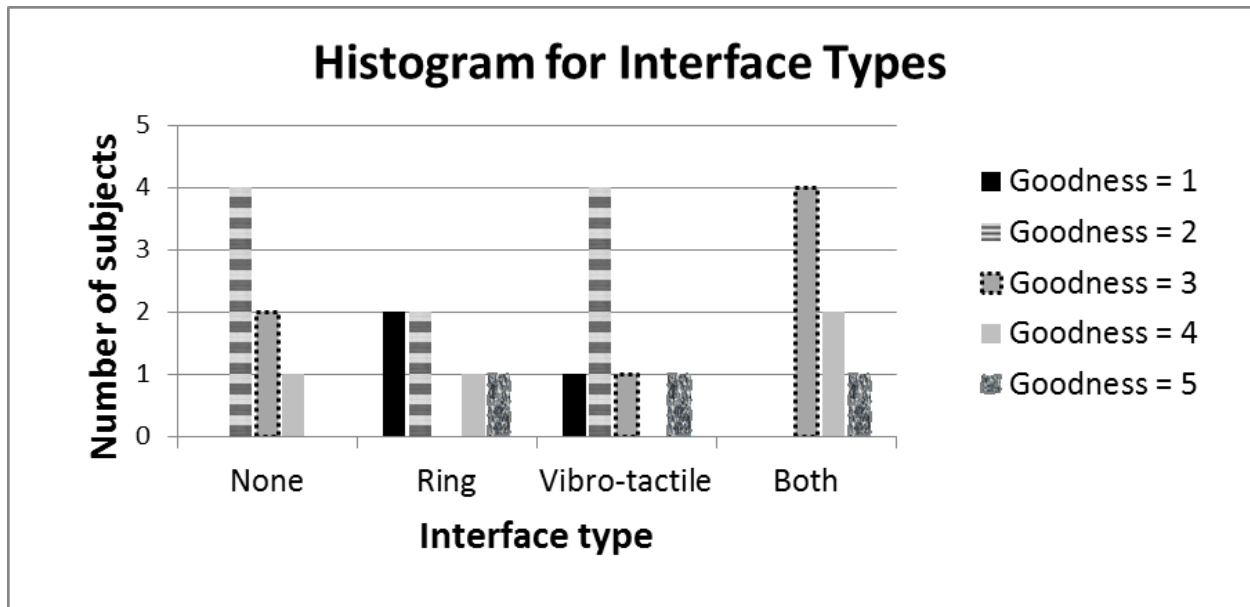 Histogram for Interface Types
Number of subjects
5
4
3
2
1
0
None
Ring
Vibro-tactile
Both
Interface type
Goodness = 1
Goodness = 2
Goodness = 3
Goodness = 4
Goodness = 5